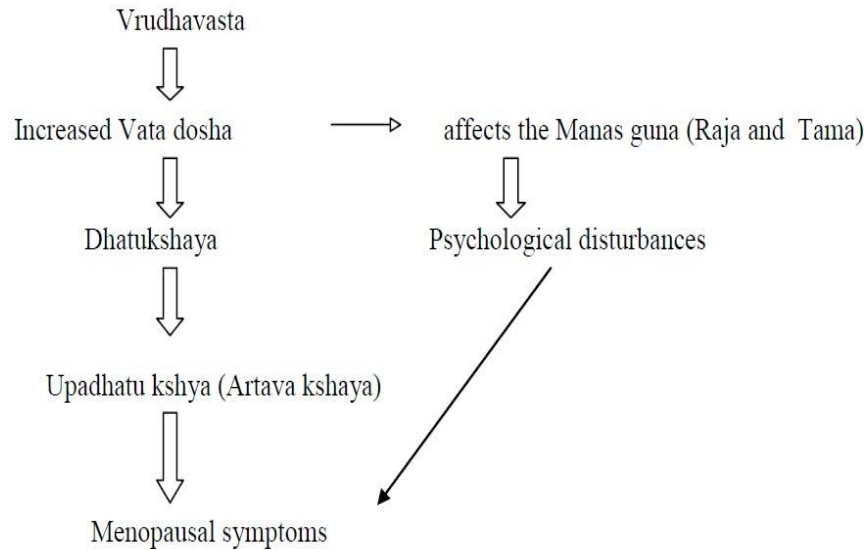 Vrudhavasta
Increased Vata dosha
affects the Manas guna (Raja and Tama)
Dhatukshaya
Psychological disturbances
Upadhatu kshya (Artava kshaya)
Menopausal symptoms